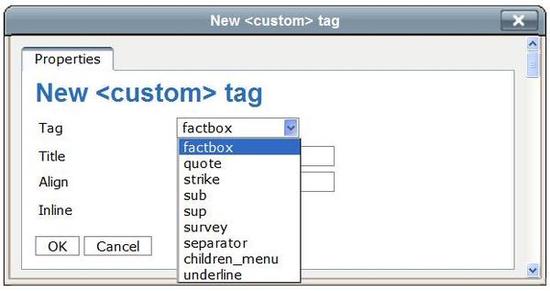 New <custom> tag
Properties
New <custom> tag
Tag
factbox
Title
Align
Inline
factbox
quote
strike
sub
sup
survey
separator
children_menu
underline
OK
Cancel